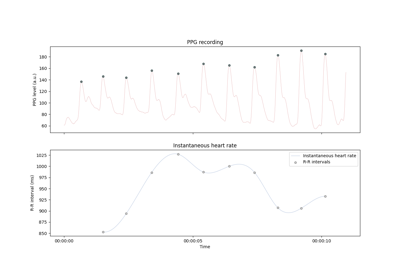 PPG recording
PPG level (a.u.)
180
160
140
120
100
80
60
Instantaneous heart rate
Instantaneous heart rate
R-R intervals
R-R interval (ms)
1025
1000
975
950
925
900
875
850
00:00:00
00:00:05
00:00:10
Time